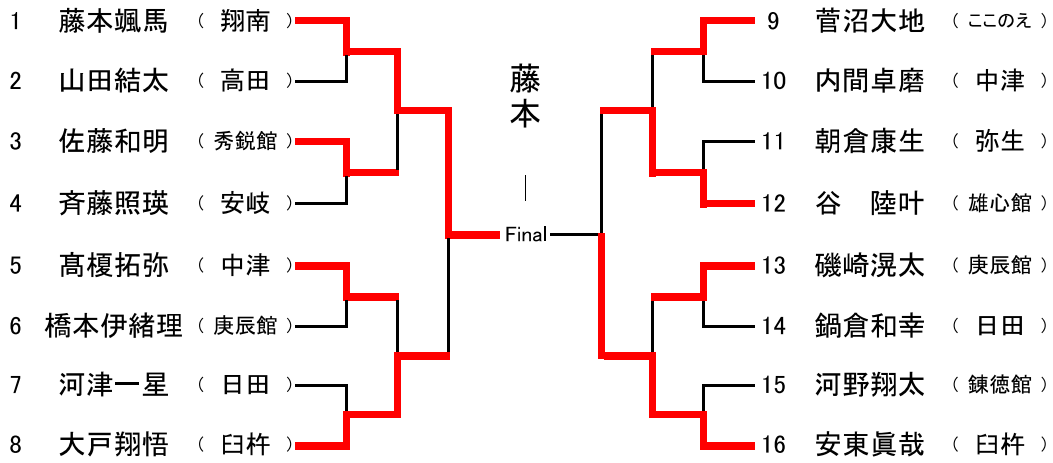 1 藤本颯馬 （ 翔南 ）
2 山田結太 （ 高田 ）
3 佐藤和明 （ 秀鋭館 ）
4 斉藤照瑛 （ 安岐 ）
5 髙榎拓弥 （ 中津 ）
6 橋本伊緒理 （ 庚辰館 ）
7 河津一星 （ 日田 ）
8 大戸翔悟 （ 臼杵 ）
藤本 ―
Final
9 菅沼大地 （ ここのえ ）
10 内間卓磨 （ 中津 ）
11 朝倉康生 （ 弥生 ）
12 谷　陸叶 （ 雄心館 ）
13 磯崎滉太 （ 庚辰館 ）
14 鍋倉和幸 （ 日田 ）
15 河野翔太 （ 錬徳館 ）
16 安東眞哉 （ 臼杵 ）